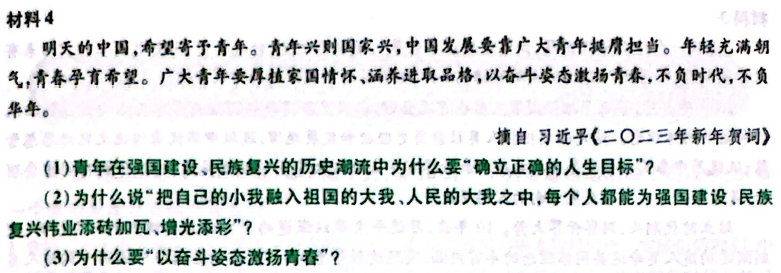 材料4
明天的中国,希望寄于青年。青年兴则国家兴,中国发展要靠广大青年挺膺担当。年轻充满朝
气,青春孕育希望。广大青年要厚植家国情怀、涵养进取品格,以奋斗姿态激扬青春,不负时代,不负
华年。
摘自 习近平《二〇二三年新年贺词》
(1)青年在强国建设、民族复兴的历史潮流中为什么要“确立正确的人生目标”?
(2)为什么说“把自己的小我融入祖国的大我、人民的大我之中,每个人都能为强国建设、民族
复兴伟业添砖加瓦、增光添彩”?
(3)为什么要“以奋斗姿态激扬青春”?